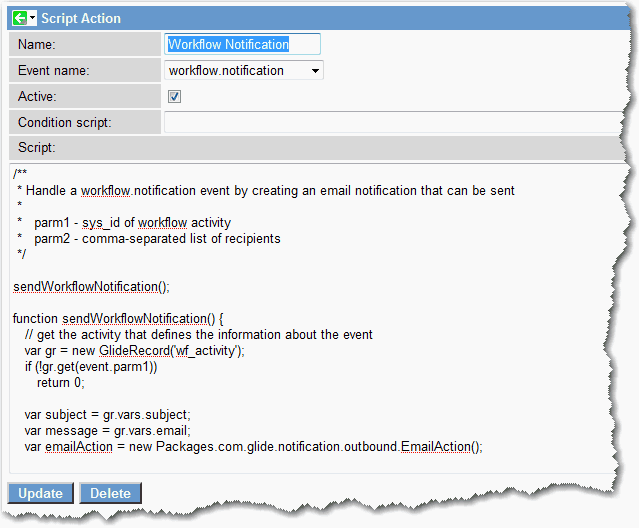 Script Action
Name:
Workflow Notification
Event name:
workflow.notification
Active:
Condition script:
Script:
/**
* Handle a workflow.notification event by creating an email notification that can be sent
*
* parm1 - sys_id of workflow activity
* parm2 - comma-separated list of recipients
*/
sendWorkflowNotification();
function sendWorkflowNotification() {
// get the activity that defines the information about the event
var gr = new GlideRecord('wf_activity');
if (!gr.get(event.parm1))
return 0;
var subject = gr.vars.subject;
var message = gr.vars.email;
var emailAction = new Packages.com.glide.notification.outbound.EmailAction();
Update
Delete